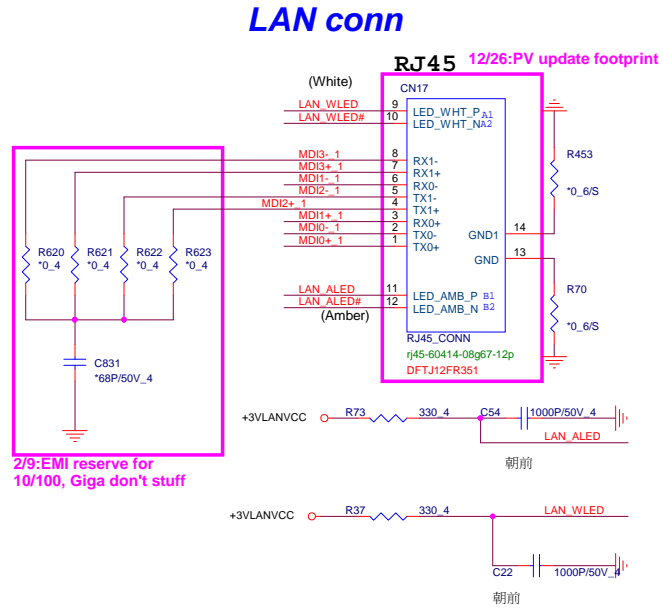 LAN conn
RJ45
12/26:PV update footprint
(White)
CN17
LAN_WLED 9 LED_WHT_P A1
LAN_WLED# 10 LED_WHT_N A2
MDI3-_1 8 RX1-
MDI3+_1 7 RX1+
MDI1-_1 6 RX0-
MDI2-_1 5 TX1-
MDI2+_1 4 TX1+
MDI1+_1 3 RX0+
MDI0-_1 2 TX0-
MDI0+_1 1 TX0+
GND1 14
GND 13
R453
*0_6/S
R70
*0_6/S
R620
*0_4
R621
*0_4
R622
*0_4
R623
*0_4
LAN_ALED 11 LED_AMB_P B1
LAN_ALED# 12 LED_AMB_N B2
(Amber)
RJ45_CONN
rj45-60414-08g67-12p
DFTJ12FR351
C831
*68P/50V_4
2/9:EMI reserve for
10/100, Giga don't stuff
+3VLANVCC R73 330_4 C54 1000P/50V_4
LAN_ALED
朝前
+3VLANVCC R37 330_4 LAN_WLED
C22 1000P/50V_4
朝前